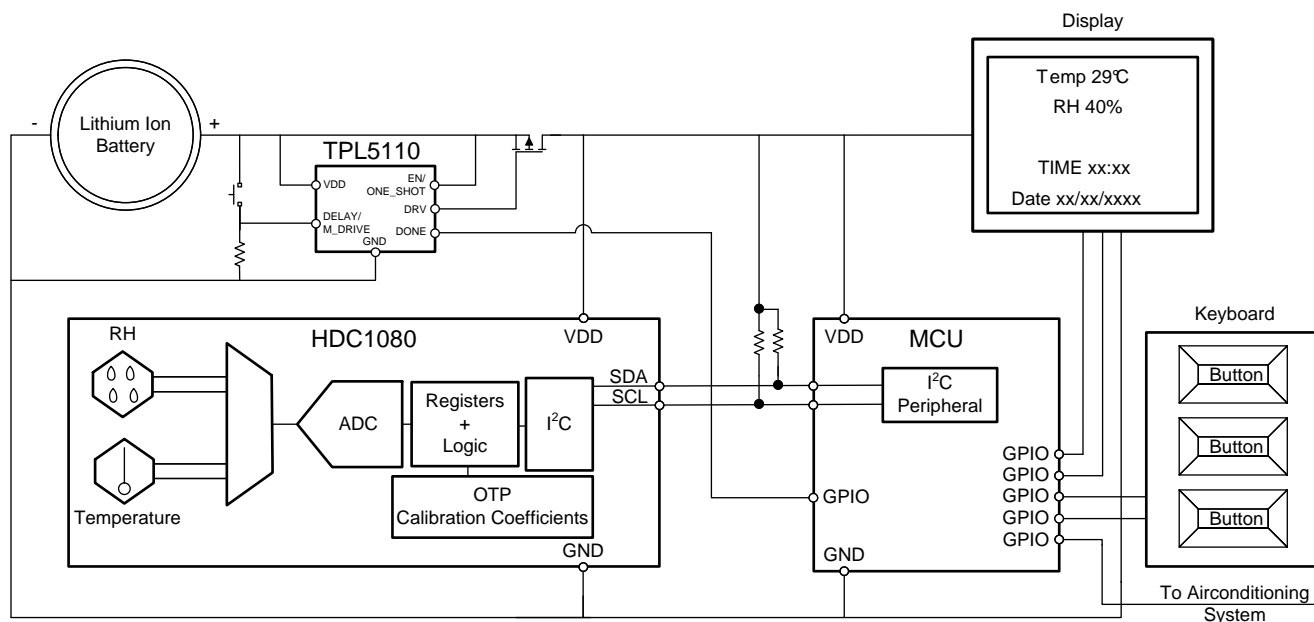 Display
Temp 29°C
RH 40%
TIME xx:xx
Date xx/xx/xxxx
-
Lithium Ion
Battery
+
TPL5110
VDD
EN/
ONE_SHOT
DRV
DELAY/
M_DRIVE
DONE
GND
HDC1080
VDD
RH
Temperature
ADC
Registers
+
Logic
I²C
SDA
SCL
OTP
Calibration Coefficients
GND
MCU
VDD
I²C
Peripheral
GPIO
GPIO
GPIO
GPIO
GPIO
GPIO
GND
Keyboard
Button
Button
Button
To Airconditioning
System